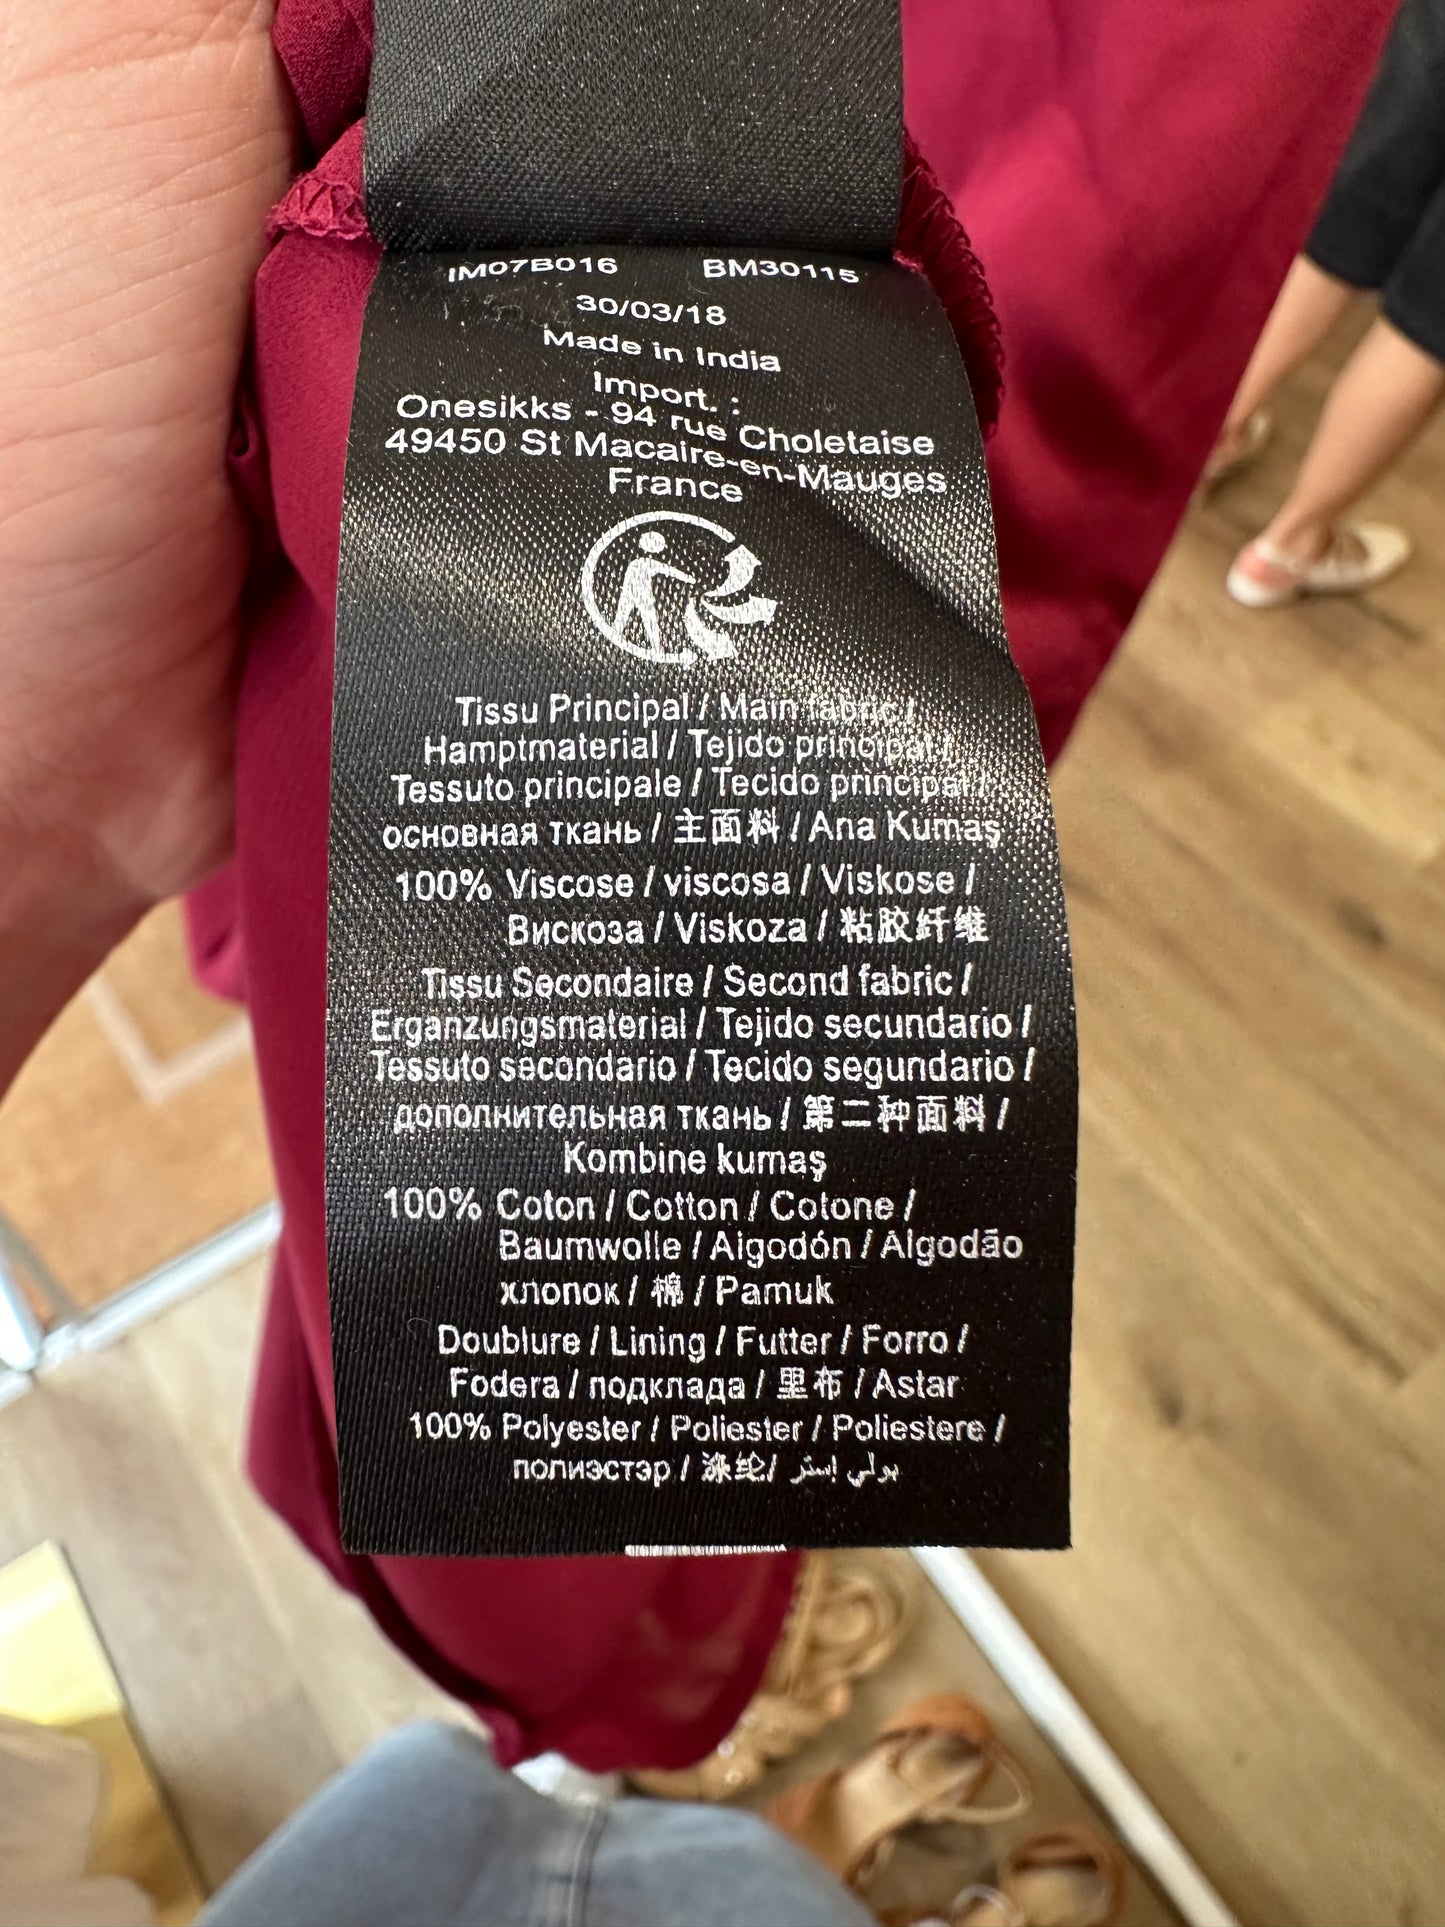 IM07B016 BM30115
30/03/18
Made in India
Import. :
Onesikks - 94 rue Choletaise
49450 St Macaire-en-Mauges
France
Tissu Principal / Main fabric /
Hamptmaterial / Tejido principal /
Tessuto principale / Tecido principal /
основная ткань / 主面料 / Ana Kumaş
100% Viscose / viscosa / Viskose /
Вискоза / Viskoza / 粘胶纤维
Tissu Secondaire / Second fabric /
Ergänzungsmaterial / Tejido secundario /
Tessuto secondario / Tecido segundario /
дополнительная ткань / 第二种面料 /
Kombine kumaş
100% Coton / Cotton / Cotone /
Baumwolle / Algodón / Algodão
хлопок / 棉 / Pamuk
Doublure / Lining / Futter / Forro /
Fodera / подклада / 里布 / Astar
100% Polyester / Poliester / Poliestere /
полиэстэр / 涤纶 / بولي إستر